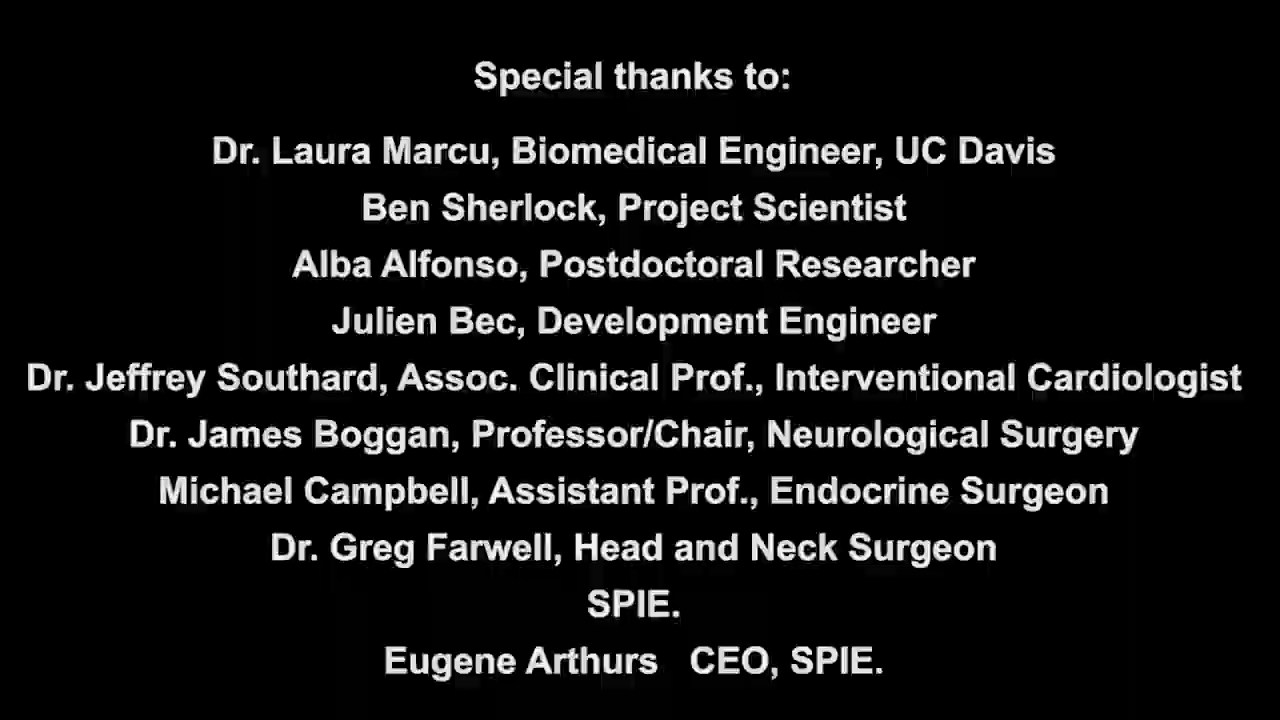 Special thanks to:
Dr. Laura Marcu, Biomedical Engineer, UC Davis
Ben Sherlock, Project Scientist
Alba Alfonso, Postdoctoral Researcher
Julien Bec, Development Engineer
Dr. Jeffrey Southard, Assoc. Clinical Prof., Interventional Cardiologist
Dr. James Boggan, Professor/Chair, Neurological Surgery
Michael Campbell, Assistant Prof., Endocrine Surgeon
Dr. Greg Farwell, Head and Neck Surgeon
SPIE.
Eugene Arthurs   CEO, SPIE.